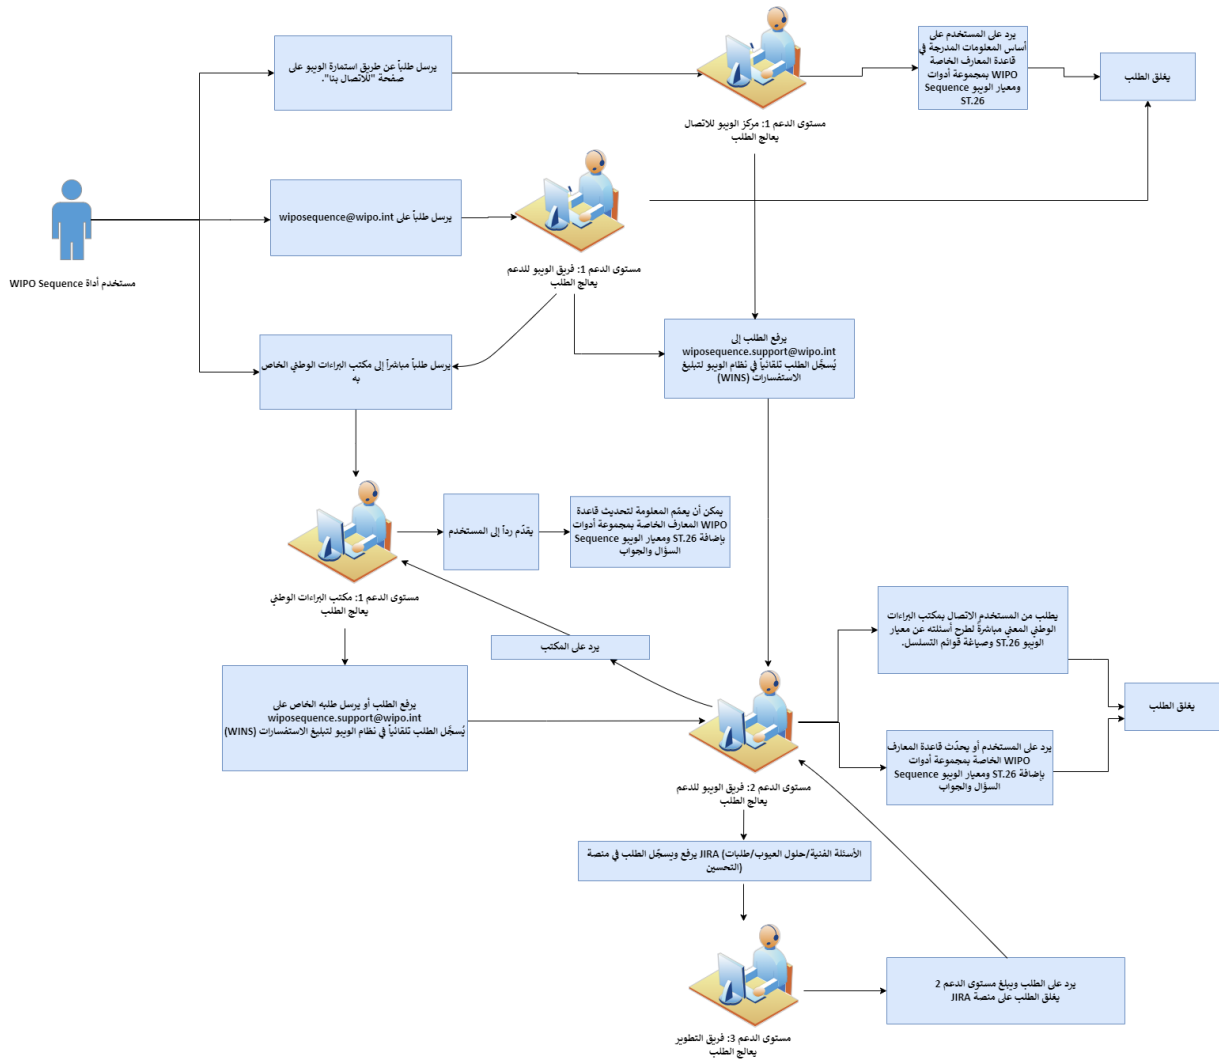 يرسل طلباً عن طريق استمارة الويبو على
صفحة "للاتصال بنا".
مستوى الدعم 1: مركز الويبو للاتصال
يعالج الطلب
يرد على المستخدم على
أساس المعلومات المدرجة في
قاعدة المعارف الخاصة
بمجموعة أدوات WIPO
Sequence ومعيار الويبو
ST.26
يغلق الطلب
مستخدم أداة WIPO Sequence
يرسل طلباً على wiposequence@wipo.int
مستوى الدعم 1: فريق الويبو للدعم
يعالج الطلب
يرسل طلباً مباشراً إلى مكتب البراءات الوطني الخاص
به
يرفع الطلب إلى
wiposequence.support@wipo.int
يُسجَّل الطلب تلقائياً في نظام الويبو لتبليغ
الاستفسارات (WINS)
مستوى الدعم 1: مكتب البراءات الوطني
يعالج الطلب
يقدّم رداً إلى المستخدم
يمكن أن يعمّم المعلومة لتحديث قاعدة
المعارف الخاصة بمجموعة أدوات WIPO
Sequence ومعيار الويبو ST.26 بإضافة
السؤال والجواب
يرد على المكتب
يرفع الطلب أو يرسل طلبه الخاص على
wiposequence.support@wipo.int
يُسجَّل الطلب تلقائياً في نظام الويبو لتبليغ الاستفسارات (WINS)
مستوى الدعم 2: فريق الويبو للدعم
يعالج الطلب
يطلب من المستخدم الاتصال بمكتب البراءات
الوطني المعني مباشرةً لطرح أسئلته عن معيار
الويبو ST.26 وصياغة قوائم التسلسل.
يرد على المستخدم أو يحدّث قاعدة المعارف
الخاصة بمجموعة أدوات WIPO
Sequence ومعيار الويبو ST.26 بإضافة
السؤال والجواب
يغلق الطلب
يرفع ويسجّل الطلب في منصة JIRA (الأسئلة الفنية/حلول العيوب/طلبات
التحسين)
مستوى الدعم 3: فريق التطوير
يعالج الطلب
يرد على الطلب ويبلغ مستوى الدعم 2
يغلق الطلب على منصة JIRA